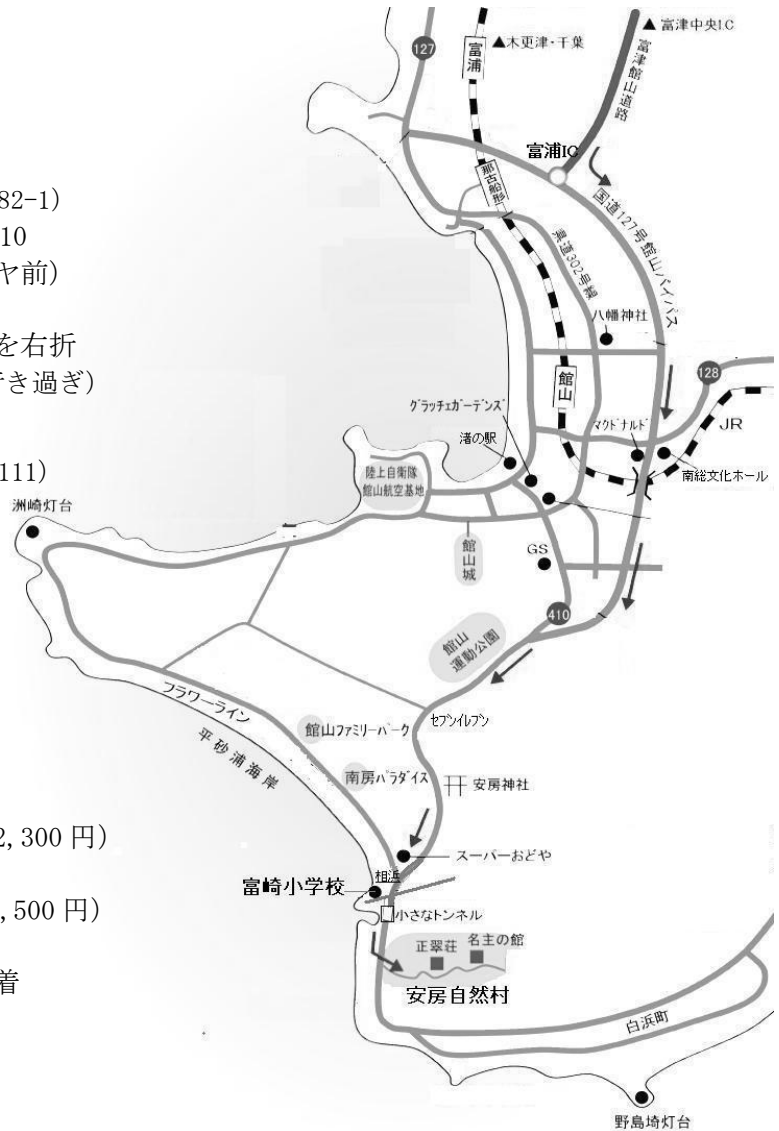 ▲富津中央I.C
127
富浦
▲木更津・千葉
富津館山道路
富浦IC
82-1)
10
ヤ前)
那古船形
国道127号館山バイパス
県道302号線
八幡神社
を右折
行き過ぎ)
館山
128
グラッチェガーデンズ
マクドナルド
JR
渚の駅
南総文化ホール
111)
陸上自衛隊
館山航空基地
洲崎灯台
館山城
GS
410
館山
運動公園
フラワーライン
セブンイレブン
館山ファミリーパーク
平砂浦海岸
南房パラダイス
安房神社
2,300 円)
スーパーおどや
相浜
富崎小学校
,500 円)
小さなトンネル
正翠荘
名主の館
着
安房自然村
白浜町
野島埼灯台